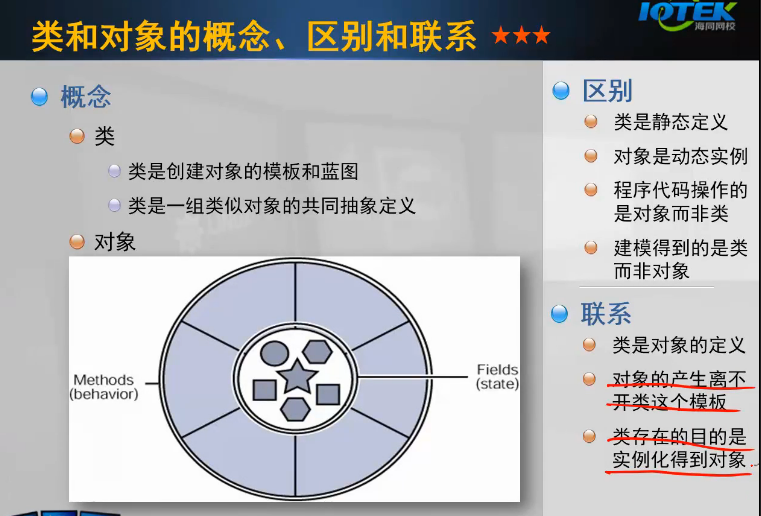 IOTEK
海同网校
类和对象的概念、区别和联系 ★★★
概念
类
类是创建对象的模板和蓝图
类是一组类似对象的共同抽象定义
对象
Methods
(behavior)
Fields
(state)
区别
类是静态定义
对象是动态实例
程序代码操作的
是对象而非类
建模得到的是类
而非对象
联系
类是对象的定义
对象的产生离不
开类这个模板
类存在的目的是
实例化得到对象